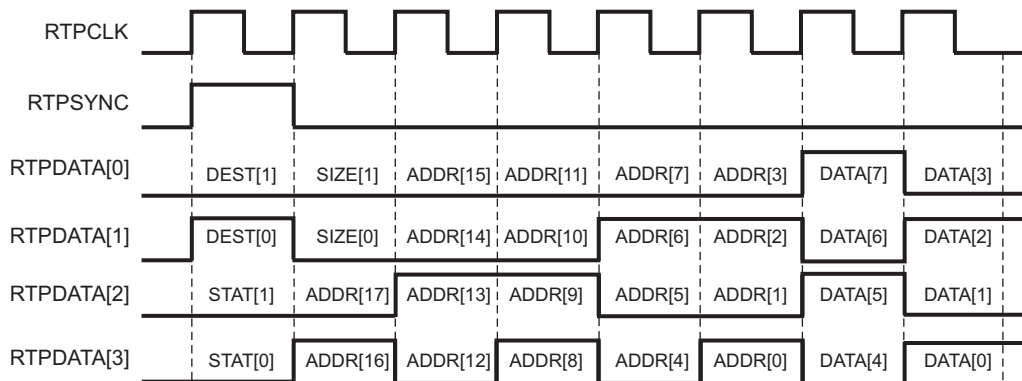 RTPCLK
RTPSYNC
RTPDATA[0] DEST[1] SIZE[1] ADDR[15] ADDR[11] ADDR[7] ADDR[3] DATA[7] DATA[3]
RTPDATA[1] DEST[0] SIZE[0] ADDR[14] ADDR[10] ADDR[6] ADDR[2] DATA[6] DATA[2]
RTPDATA[2] STAT[1] ADDR[17] ADDR[13] ADDR[9] ADDR[5] ADDR[1] DATA[5] DATA[1]
RTPDATA[3] STAT[0] ADDR[16] ADDR[12] ADDR[8] ADDR[4] ADDR[0] DATA[4] DATA[0]